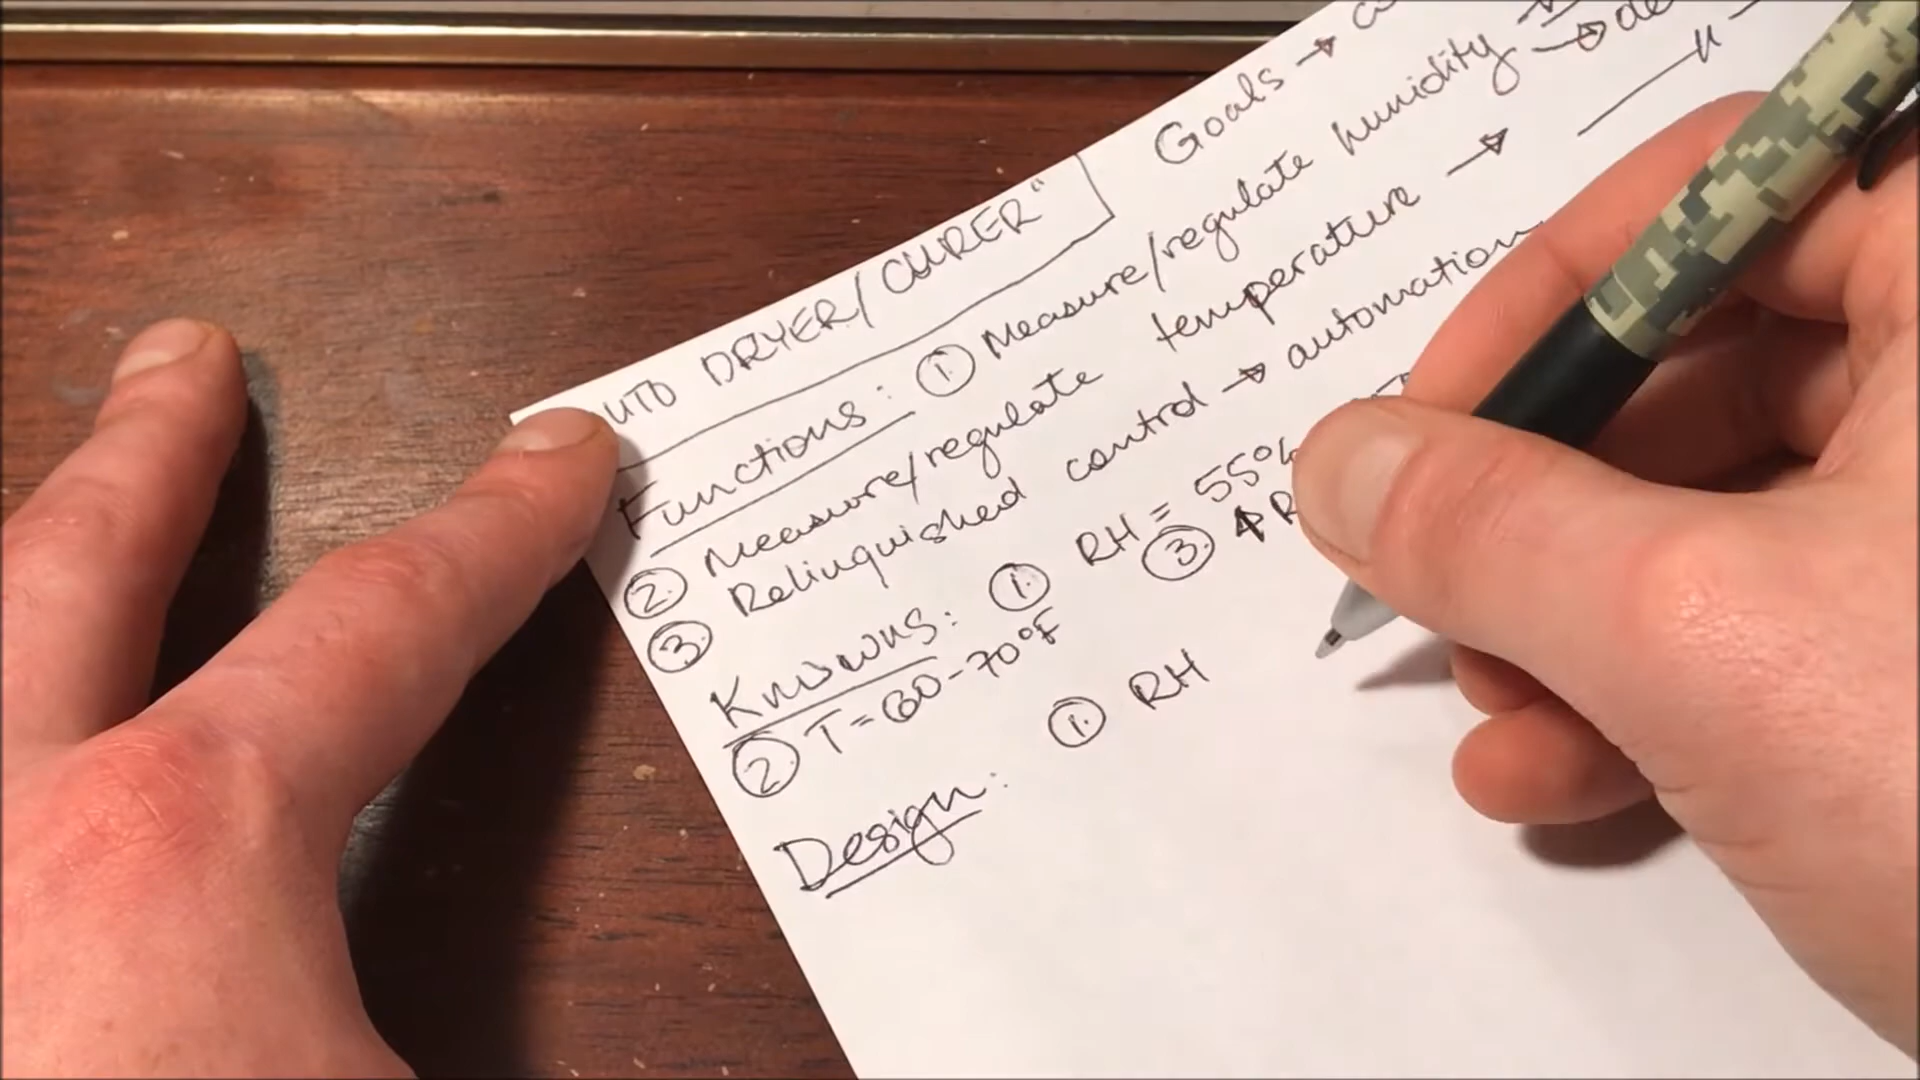 UTO DRYER/CURER"
Goals →
Functions: 1. Measure/regulate humidity →
2. Measure/regulate temperature →
3. Relinquished control → automation
Knowns: 1. RH = 55%
2. T=60-70°F 3. ↑ R
Design: 1. RH